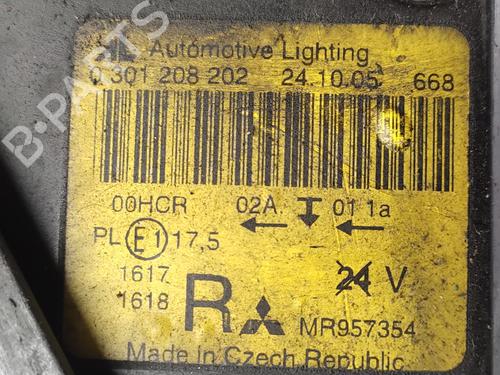 Automotive Lighting
0 301 208 202 24.10.05 668
00HCR 02A 01 1a
PL E1 17,5
1617
1618
R
24 V
MR957354
Made in Czech Republic
B-PARTS